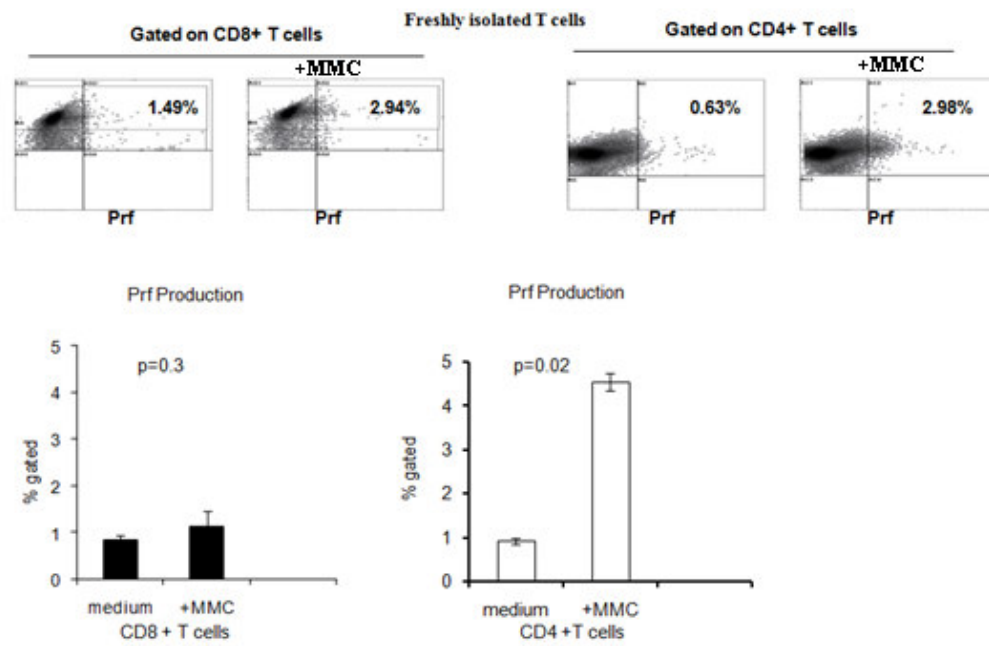 Freshly isolated T cells
Gated on CD8+ T cells
Gated on CD4+ T cells
+MMC
+MMC
1.49%
2.94%
0.63%
2.98%
Prf
Prf
Prf
Prf
Prf Production
p=0.3
% gated
5
4
3
2
1
0
medium
+MMC
CD8 + T cells
Prf Production
p=0.02
% gated
5
4
3
2
1
0
medium
+MMC
CD4 +T cells